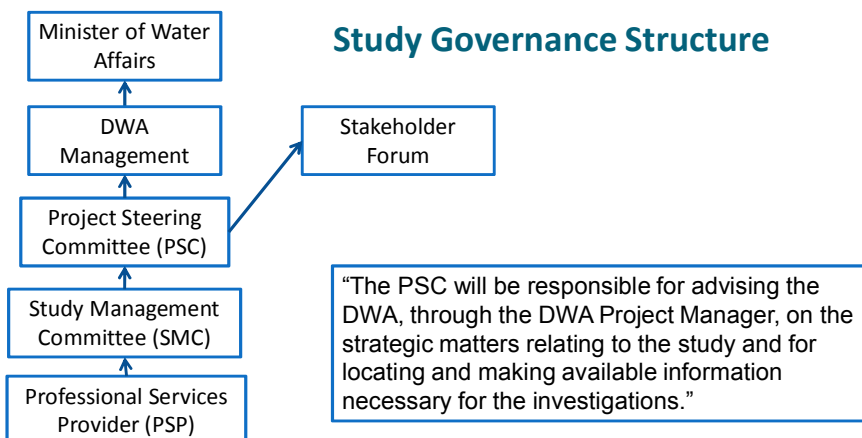 Study Governance Structure
Minister of Water
Affairs
DWA
Management
Stakeholder
Forum
Project Steering
Committee (PSC)
Study Management
Committee (SMC)
Professional Services
Provider (PSP)
“The PSC will be responsible for advising the
DWA, through the DWA Project Manager, on the
strategic matters relating to the study and for
locating and making available information
necessary for the investigations.”